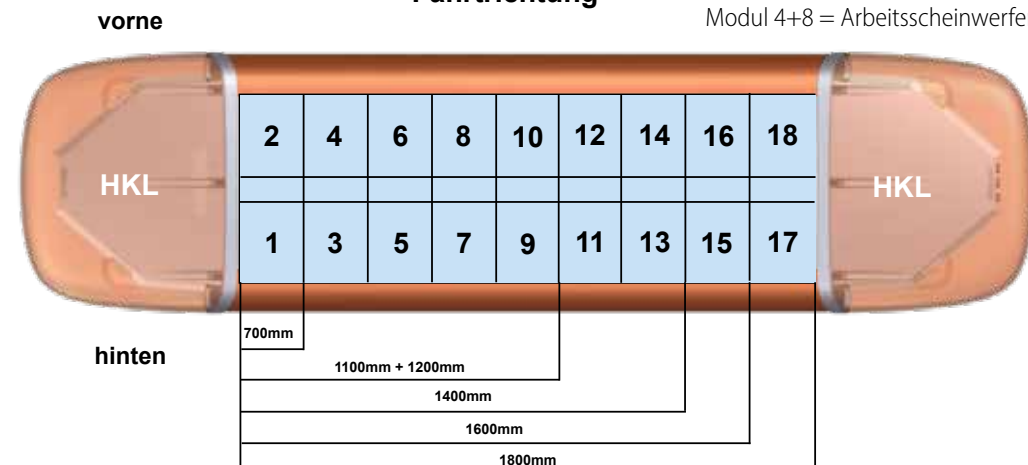 Fahrtrichtung
vorne
Modul 4+8 = Arbeitsscheinwerfe
2 4 6 8 10 12 14 16 18
HKL HKL
1 3 5 7 9 11 13 15 17
700mm
hinten
1100mm + 1200mm
1400mm
1600mm
1800mm